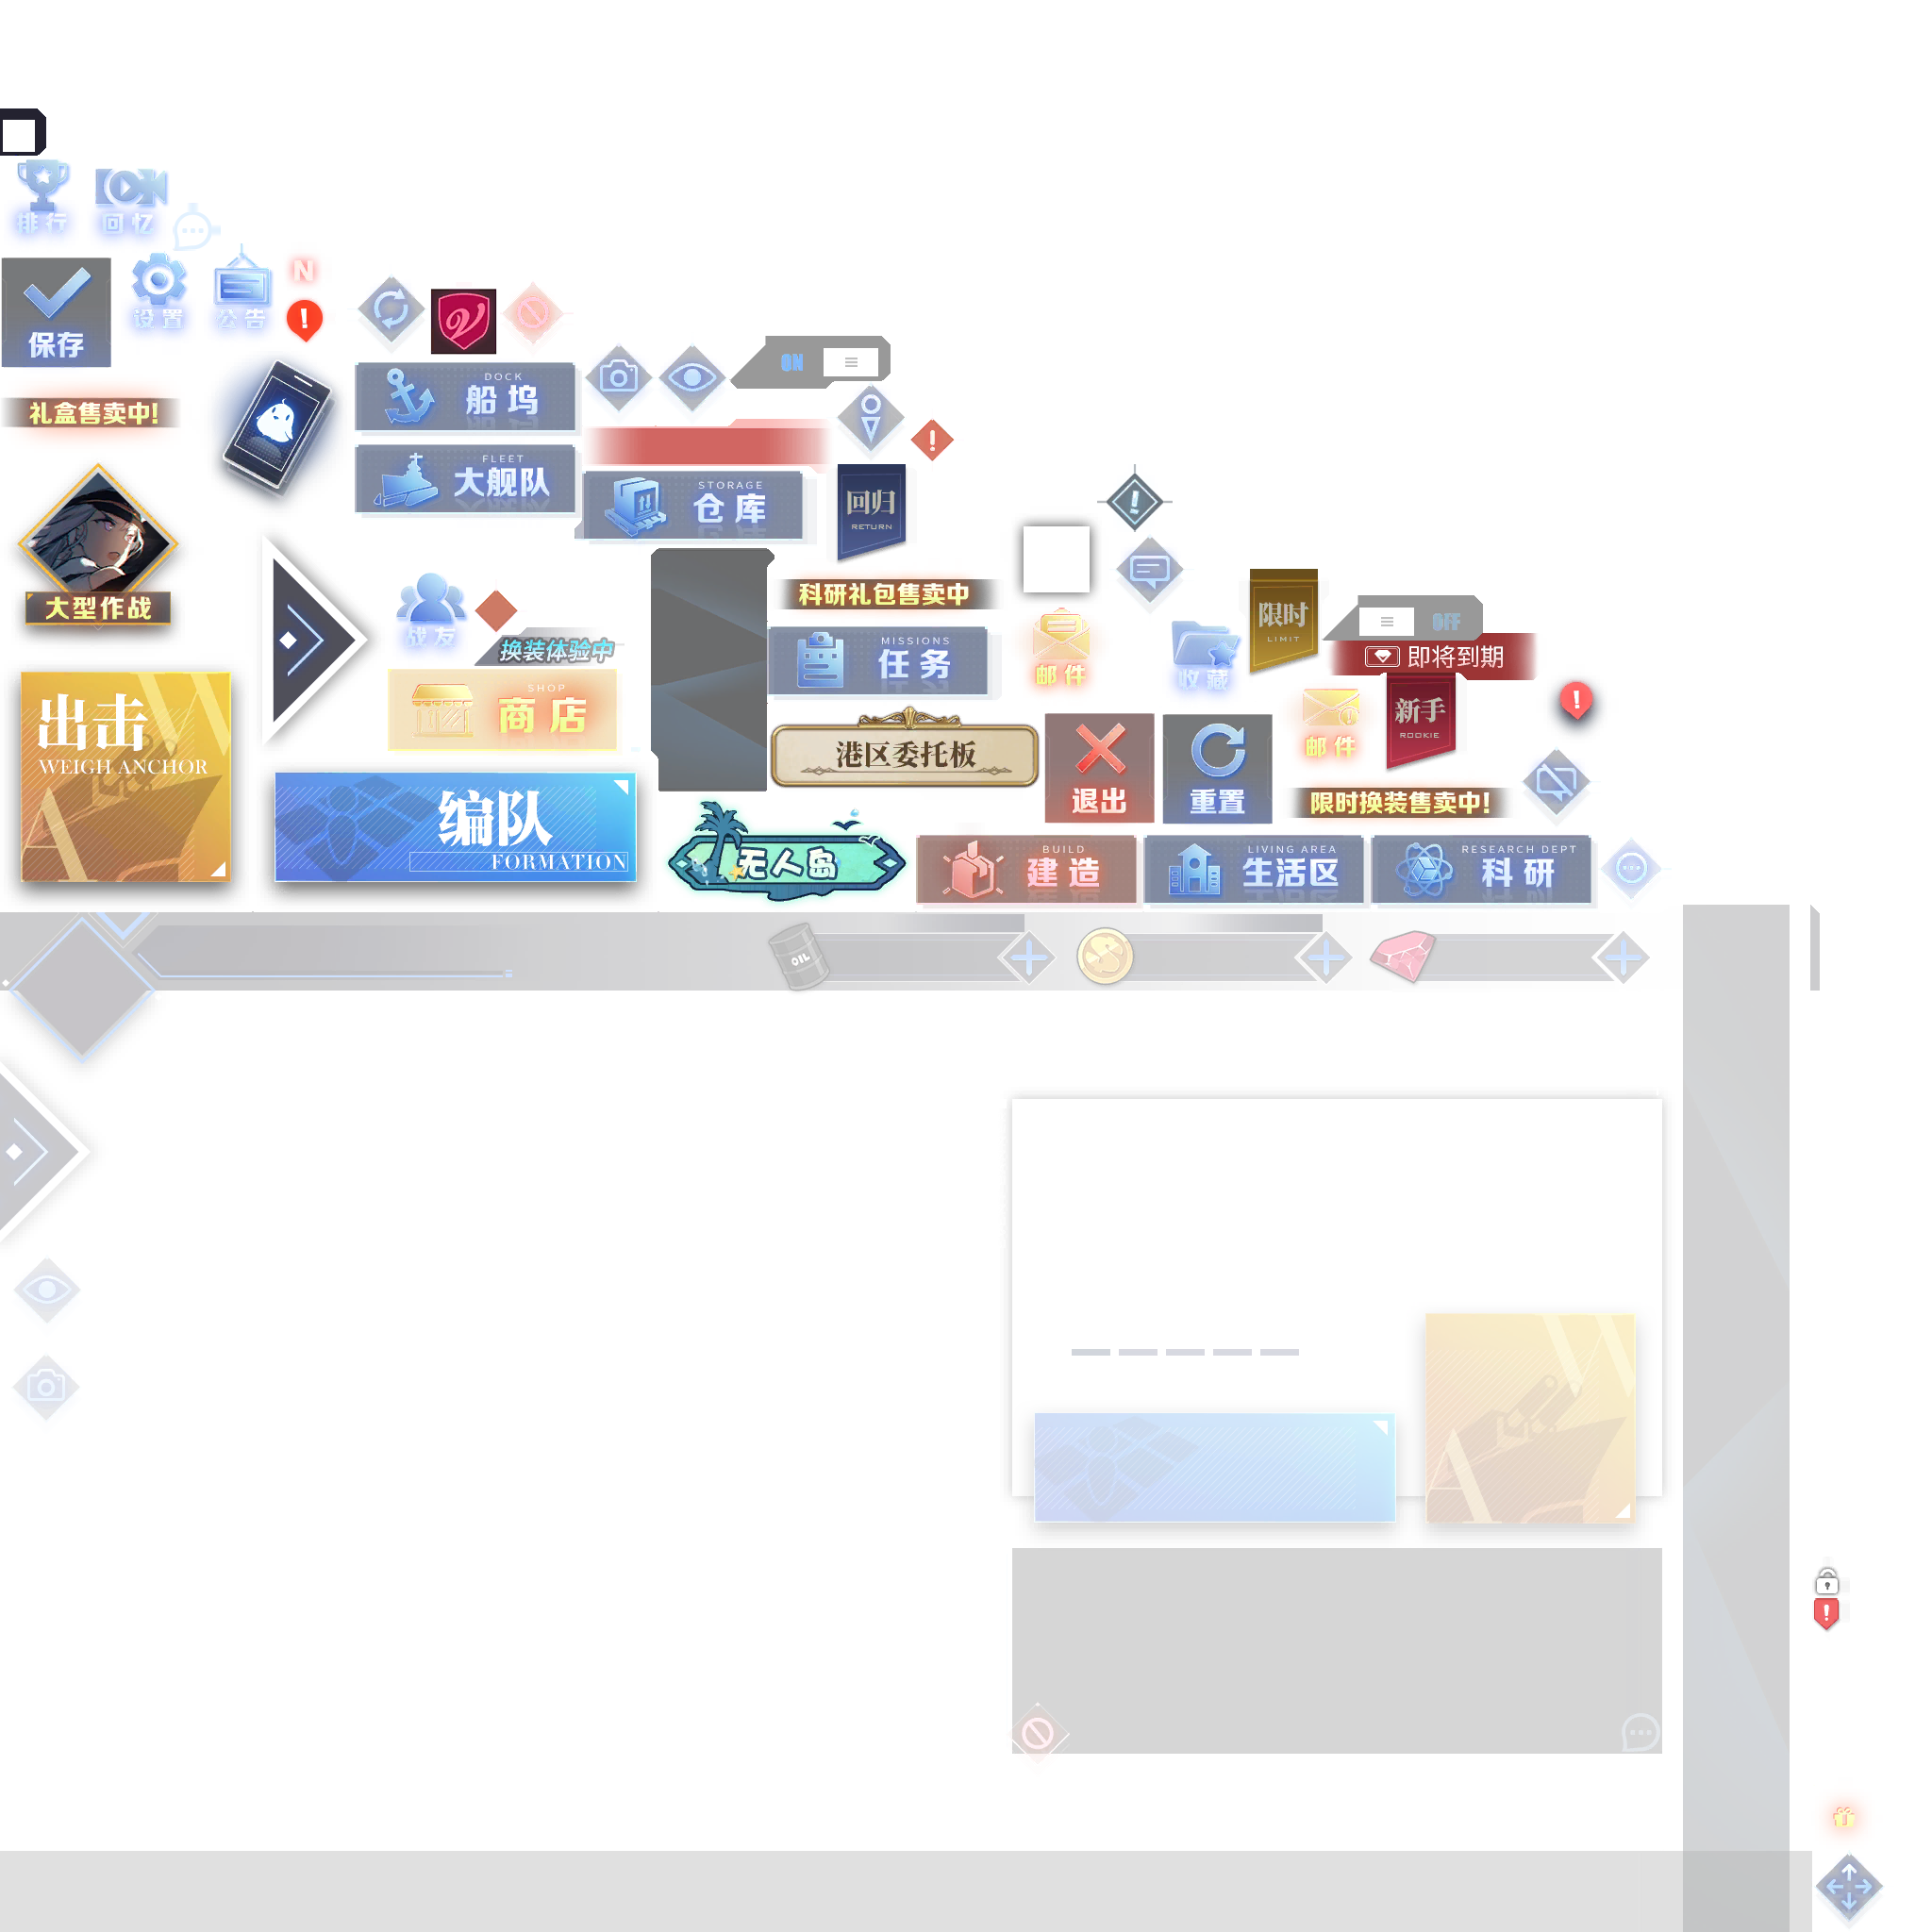 排行
回忆
N
设置
公告
保存
ON
DOCK
船坞
礼盒售卖中!
FLEET
大舰队
STORAGE
仓库
回归
RETURN
科研礼包售卖中
限时
LIMIT
大型作战
战友
换装体验中
OFF
MISSIONS
任务
邮件
收藏
即将到期
SHOP
商店
新手
ROOKIE
出击
WEIGH ANCHOR
港区委托板
邮件
退出
重置
限时换装售卖中!
编队
FORMATION
无人岛
BUILD
建造
LIVING AREA
生活区
RESEARCH DEPT
科研
OIL